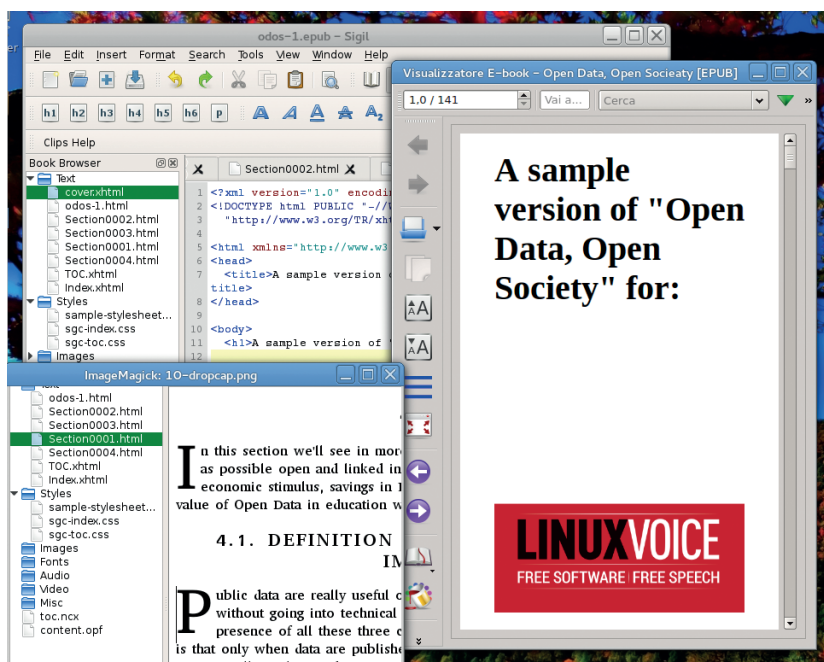 odos-1.epub – Sigil
File Edit Insert Format Search Tools View Window Help
h1 h2 h3 h4 h5 h6 p A A A A A₂
Clips Help
Book Browser
Text
cover.xhtml
odos-1.html
Section0002.html
Section0003.html
Section0001.html
Section0004.html
TOC.xhtml
Index.xhtml
Styles
sample-stylesheet...
sgc-index.css
sgc-toc.css
Images
Section0002.html
1 <?xml version="1.0" encodin
2 <!DOCTYPE html PUBLIC "-//W
3 "http://www.w3.org/TR/xht
4
5 <html xmlns="http://www.w3
6 <head>
7 <title>A sample version o
title>
8 </head>
9
10 <body>
11 <h1>A sample version of "
12
Visualizzatore E-book – Open Data, Open Socieaty [EPUB]
1,0 / 141 Vai a... Cerca »
A sample
version of "Open
Data, Open
Society" for:
LINUXVOICE
FREE SOFTWARE FREE SPEECH
ImageMagick: 10-dropcap.png
odos-1.html
Section0002.html
Section0003.html
Section0001.html
Section0004.html
TOC.xhtml
Index.xhtml
Styles
sample-stylesheet...
sgc-index.css
sgc-toc.css
Images
Fonts
Audio
Video
Misc
toc.ncx
content.opf
In this section we'll see in more
as possible open and linked in
economic stimulus, savings in
value of Open Data in education w
4.1. DEFINITION
IM
Public data are really useful
without going into technical
presence of all these three
is that only when data are publishe